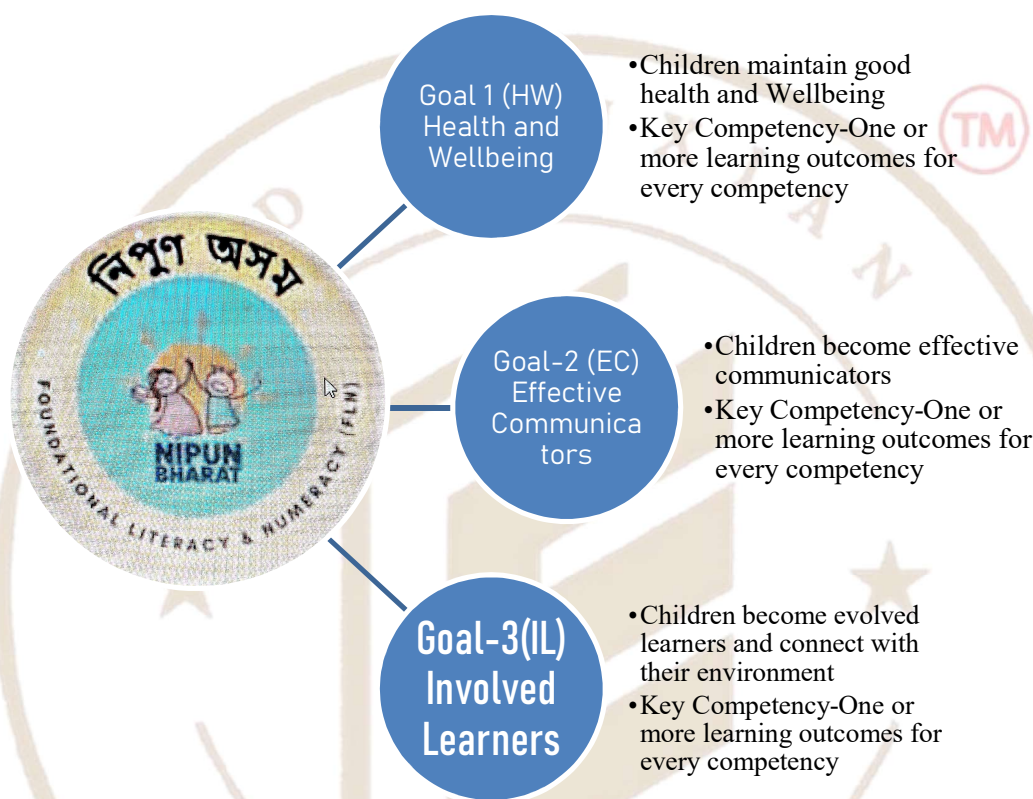 Goal 1 (HW)
Health and
Wellbeing
•Children maintain good
health and Wellbeing
•Key Competency-One or
more learning outcomes for
every competency
TM
নিপুণ অসম
NIPUN
BHARAT
FOUNDATIONAL LITERACY & NUMERACY (FLN)
Goal-2 (EC)
Effective
Communica
tors
•Children become effective
communicators
•Key Competency-One or
more learning outcomes for
every competency
Goal-3(IL)
Involved
Learners
•Children become evolved
learners and connect with
their environment
•Key Competency-One or
more learning outcomes for
every competency